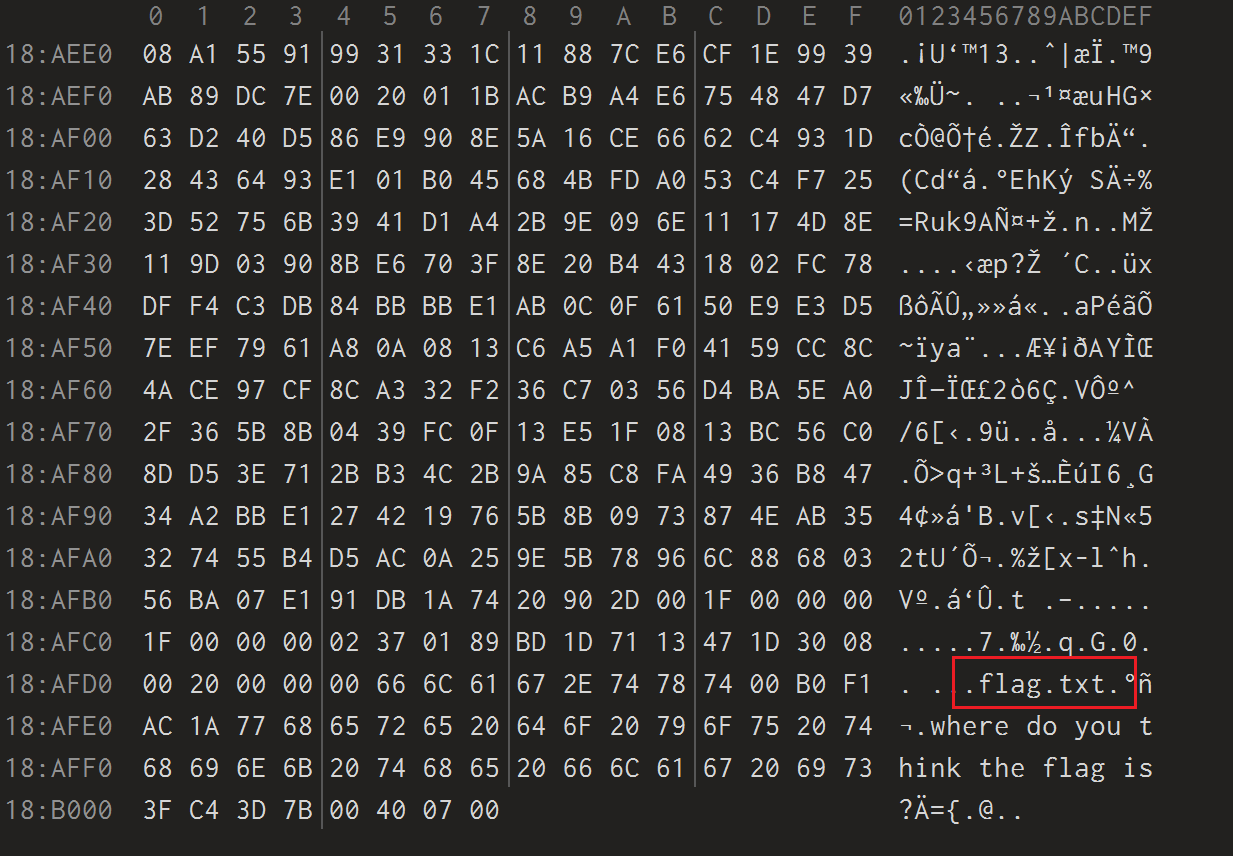 0 1 2 3 4 5 6 7 8 9 A B C D E F 0123456789ABCDEF
18:AEE0 08 A1 55 91 99 31 33 1C 11 88 7C E6 CF 1E 99 39 .¡U‘™13..ˆ|æÏ.™9
18:AEF0 AB 89 DC 7E 00 20 01 1B AC B9 A4 E6 75 48 47 D7 «‰Ü~. ..¬¹¤æuHG×
18:AF00 63 D2 40 D5 86 E9 90 8E 5A 16 CE 66 62 C4 93 1D cÒ@Õ†é.ŽZ.ÎfbÄ“.
18:AF10 28 43 64 93 E1 01 B0 45 68 4B FD A0 53 C4 F7 25 (Cd“á.°EhKý SÄ÷%
18:AF20 3D 52 75 6B 39 41 D1 A4 2B 9E 09 6E 11 17 4D 8E =Ruk9AÑ¤+ž.n..MŽ
18:AF30 11 9D 03 90 8B E6 70 3F 8E 20 B4 43 18 02 FC 78 ....‹æp?Ž ´C..üx
18:AF40 DF F4 C3 DB 84 BB BB E1 AB 0C 0F 61 50 E9 E3 D5 ßôÃÛ„»»á«..aPéãÕ
18:AF50 7E EF 79 61 A8 0A 08 13 C6 A5 A1 F0 41 59 CC 8C ~ïya¨...Æ¥¡ðAYÌŒ
18:AF60 4A CE 97 CF 8C A3 32 F2 36 C7 03 56 D4 BA 5E A0 JÎ—ÏŒ£2ò6Ç.VÔº^
18:AF70 2F 36 5B 8B 04 39 FC 0F 13 E5 1F 08 13 BC 56 C0 /6[‹.9ü..å...¼VÀ
18:AF80 8D D5 3E 71 2B B3 4C 2B 9A 85 C8 FA 49 36 B8 47 .Õ>q+³L+š…ÈúI6¸G
18:AF90 34 A2 BB E1 27 42 19 76 5B 8B 09 73 87 4E AB 35 4¢»á'B.v[‹.s‡N«5
18:AFA0 32 74 55 B4 D5 AC 0A 25 9E 5B 78 96 6C 88 68 03 2tU´Õ¬.%ž[x–lˆh.
18:AFB0 56 BA 07 E1 91 DB 1A 74 20 90 2D 00 1F 00 00 00 Vº.á‘Û.t .-.....
18:AFC0 1F 00 00 00 02 37 01 89 BD 1D 71 13 47 1D 30 08 .....7.‰½.q.G.0.
18:AFD0 00 20 00 00 00 66 6C 61 67 2E 74 78 74 00 B0 F1 . ...flag.txt.°ñ
18:AFE0 AC 1A 77 68 65 72 65 20 64 6F 20 79 6F 75 20 74 ¬.where do you t
18:AFF0 68 69 6E 6B 20 74 68 65 20 66 6C 61 67 20 69 73 hink the flag is
18:B000 3F C4 3D 7B 00 40 07 00 ?Ä={.@..